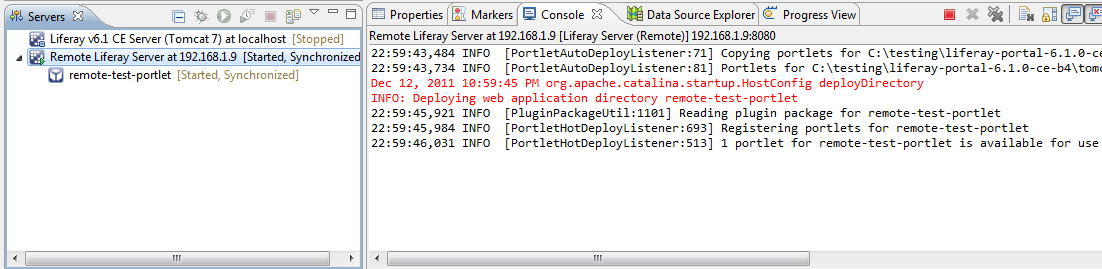 Servers
Liferay v6.1 CE Server (Tomcat 7) at localhost [Stopped]
Remote Liferay Server at 192.168.1.9 [Started, Synchronized
remote-test-portlet [Started, Synchronized]
Properties Markers Console Data Source Explorer Progress View
Remote Liferay Server at 192.168.1.9 [Liferay Server (Remote)] 192.168.1.9:8080
22:59:43,484 INFO [PortletAutoDeployListener:71] Copying portlets for C:\testing\liferay-portal-6.1.0-ce
22:59:43,734 INFO [PortletAutoDeployListener:81] Portlets for C:\testing\liferay-portal-6.1.0-ce-b4\tomc
Dec 12, 2011 10:59:45 PM org.apache.catalina.startup.HostConfig deployDirectory
INFO: Deploying web application directory remote-test-portlet
22:59:45,921 INFO [PluginPackageUtil:1101] Reading plugin package for remote-test-portlet
22:59:45,984 INFO [PortletHotDeployListener:693] Registering portlets for remote-test-portlet
22:59:46,031 INFO [PortletHotDeployListener:513] 1 portlet for remote-test-portlet is available for use